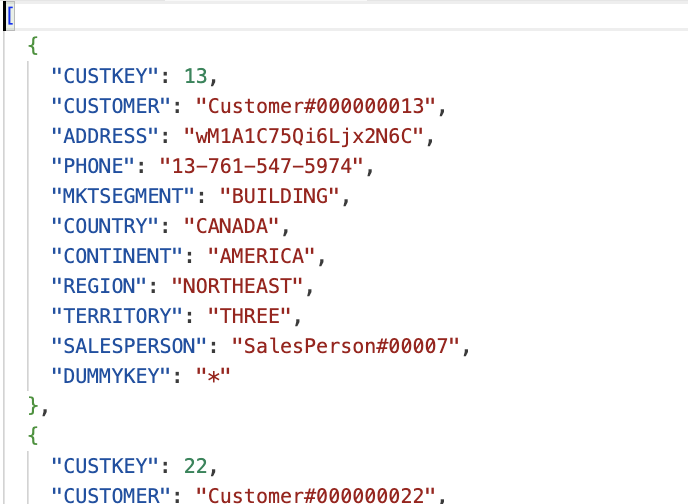 [
{
"CUSTKEY": 13,
"CUSTOMER": "Customer#000000013",
"ADDRESS": "wM1A1C75Qi6Ljx2N6C",
"PHONE": "13-761-547-5974",
"MKTSEGMENT": "BUILDING",
"COUNTRY": "CANADA",
"CONTINENT": "AMERICA",
"REGION": "NORTHEAST",
"TERRITORY": "THREE",
"SALESPERSON": "SalesPerson#00007",
"DUMMYKEY": "*"
},
{
"CUSTKEY": 22,
"CUSTOMER": "Customer#000000022",